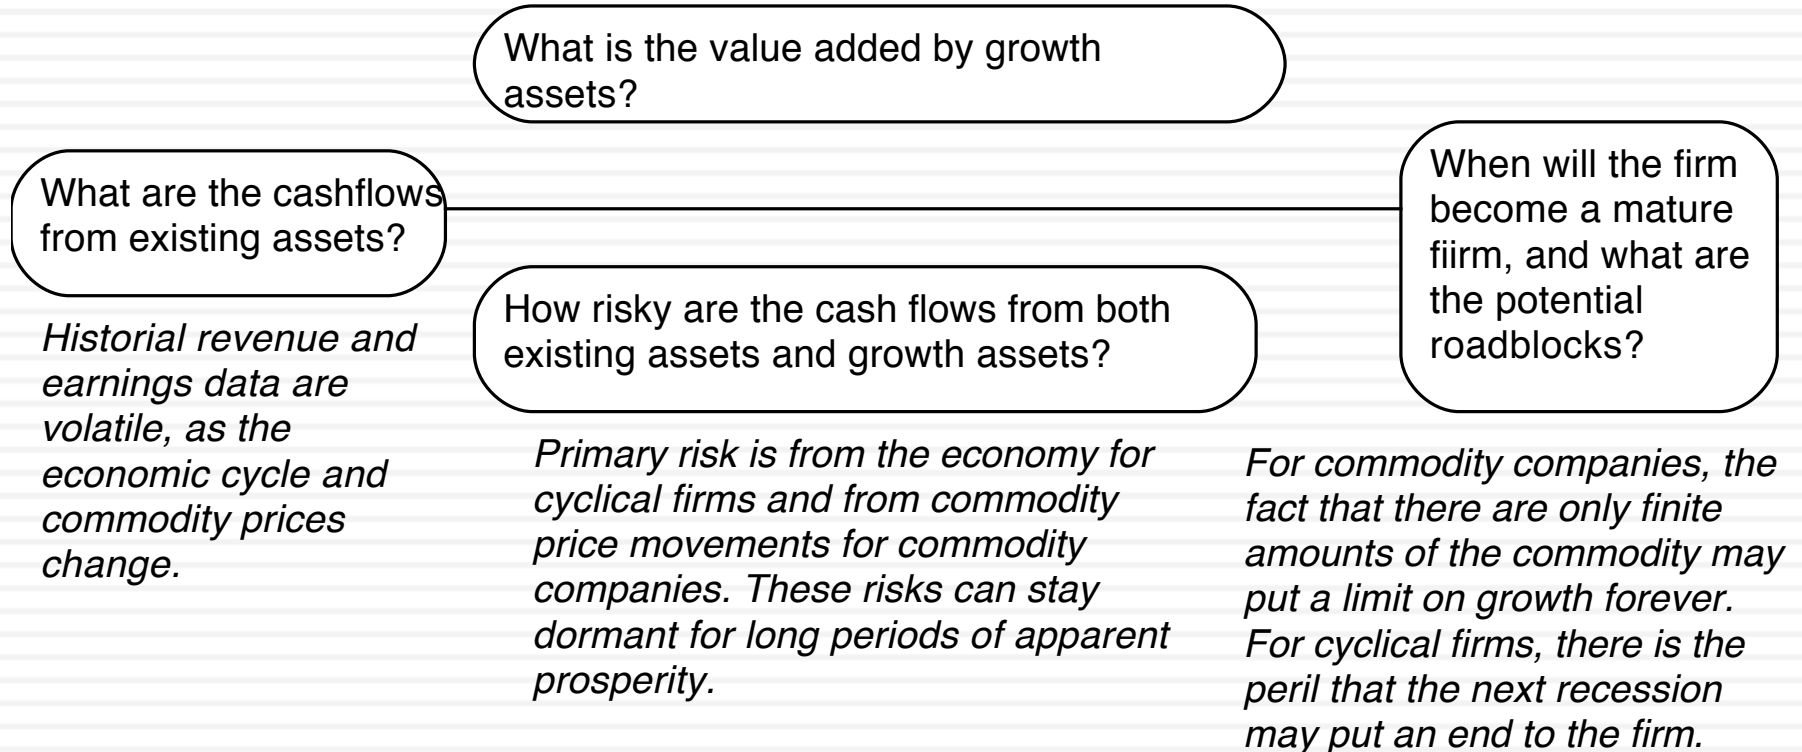 What is the value added by growth
assets?
What are the cashflows
from existing assets?
When will the firm
become a mature
fiirm, and what are
the potential
roadblocks?
How risky are the cash flows from both
existing assets and growth assets?
Historial revenue and
earnings data are
volatile, as the
economic cycle and
commodity prices
change.
Primary risk is from the economy for
cyclical firms and from commodity
price movements for commodity
companies. These risks can stay
dormant for long periods of apparent
prosperity.
For commodity companies, the
fact that there are only finite
amounts of the commodity may
put a limit on growth forever.
For cyclical firms, there is the
peril that the next recession
may put an end to the firm.